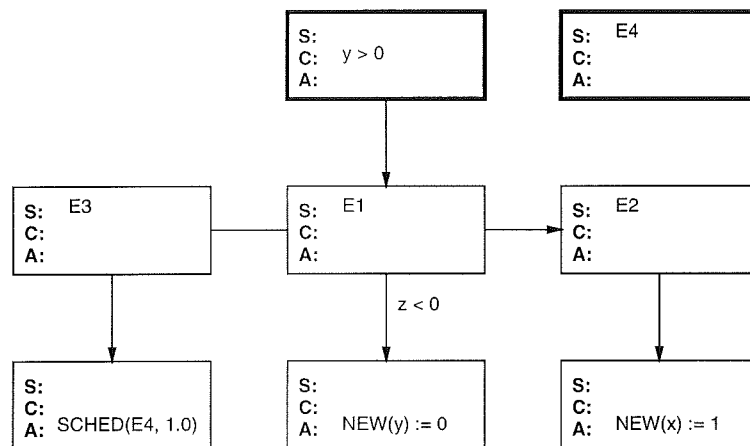 S:
C: y > 0
A:
S: E4
C:
A:
S: E3
C:
A:
S: E1
C:
A:
S: E2
C:
A:
z < 0
S:
C:
A: SCHED(E4, 1.0)
S:
C:
A: NEW(y) := 0
S:
C:
A: NEW(x) := 1